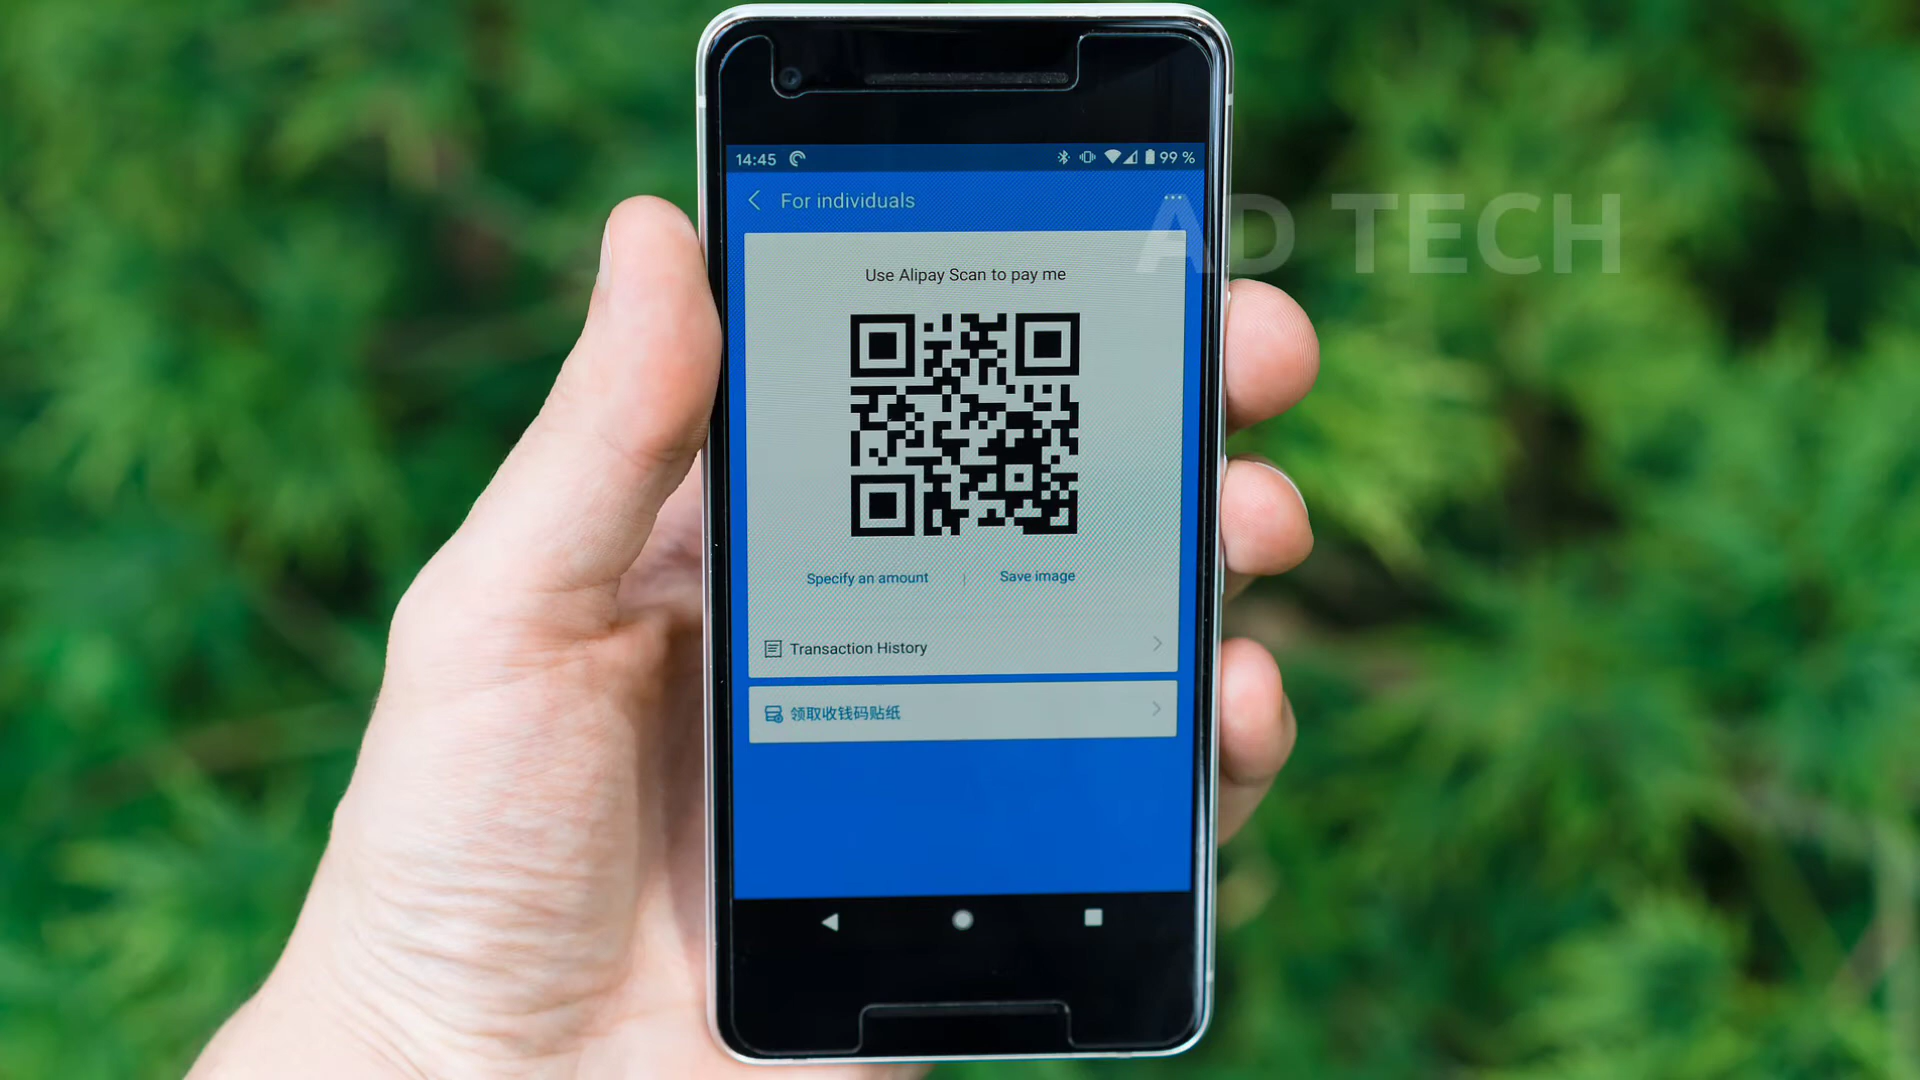 14:45
99 %
For individuals
AD TECH
Use Alipay Scan to pay me
Specify an amount | Save image
Transaction History
领取收钱码贴纸